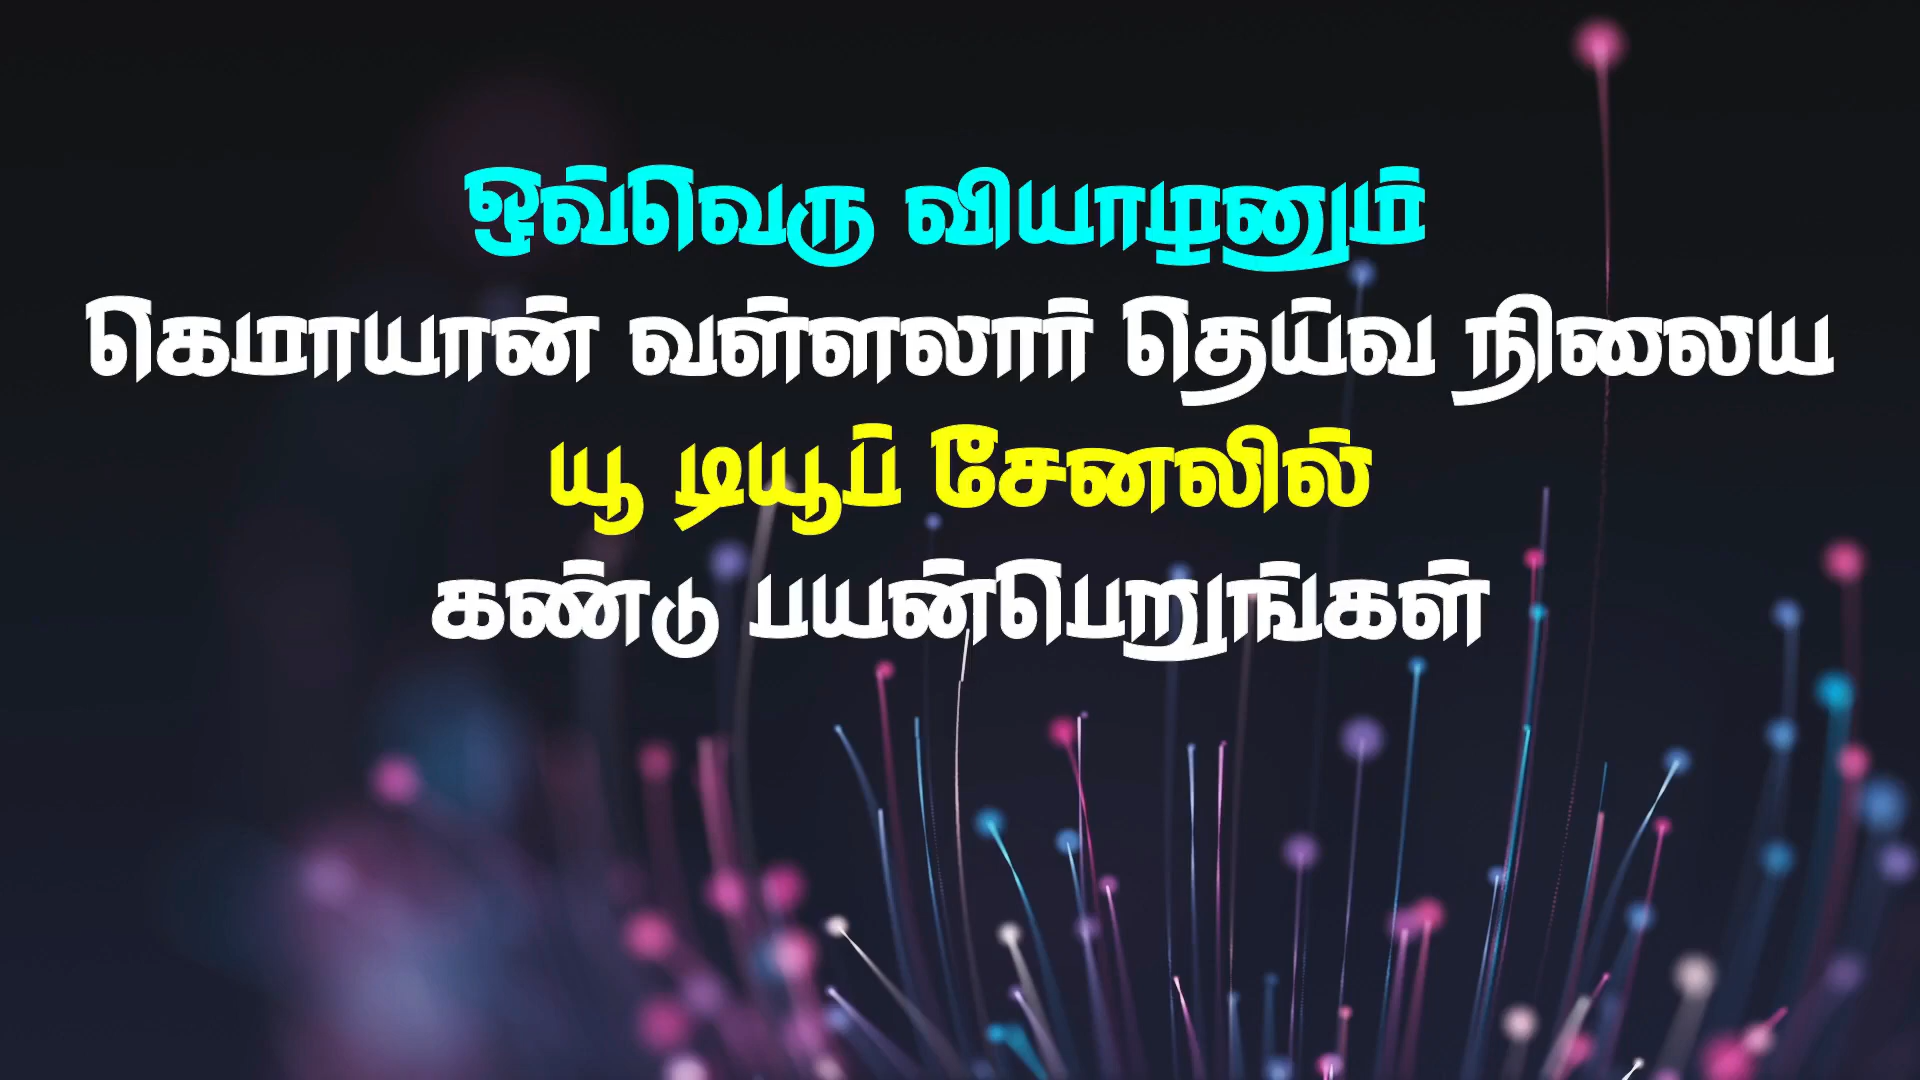 ஒவ்வெரு வியாழனும்
கெமாயான் வள்ளலார் தெய்வ நிலைய
யூ டியூப் சேனலில்
கண்டு பயன்பெறுங்கள்